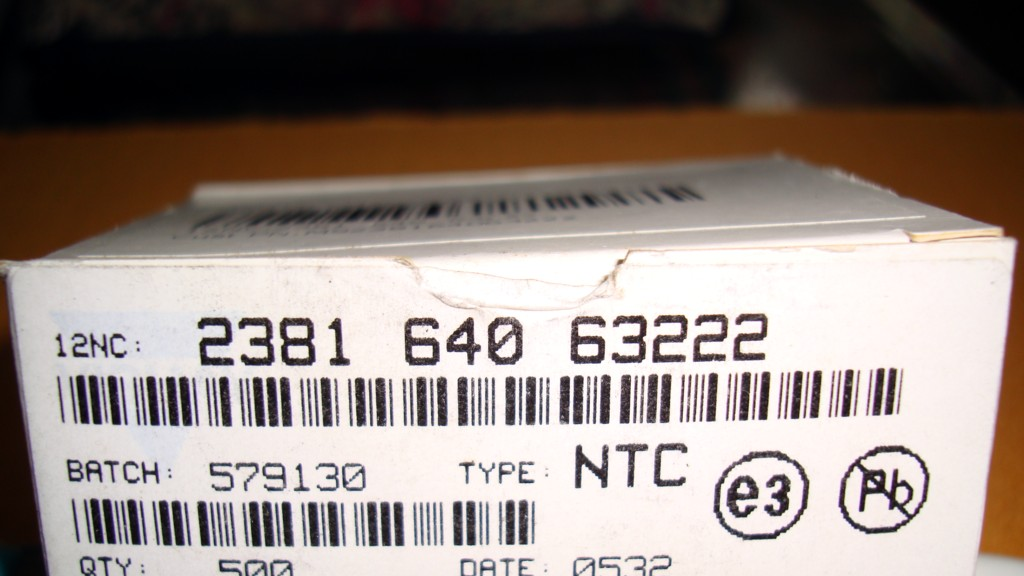 12NC: 2381 640 63222
BATCH: 579130 TYPE: NTC e3 Pb
QTY: 500 DATE: 0532